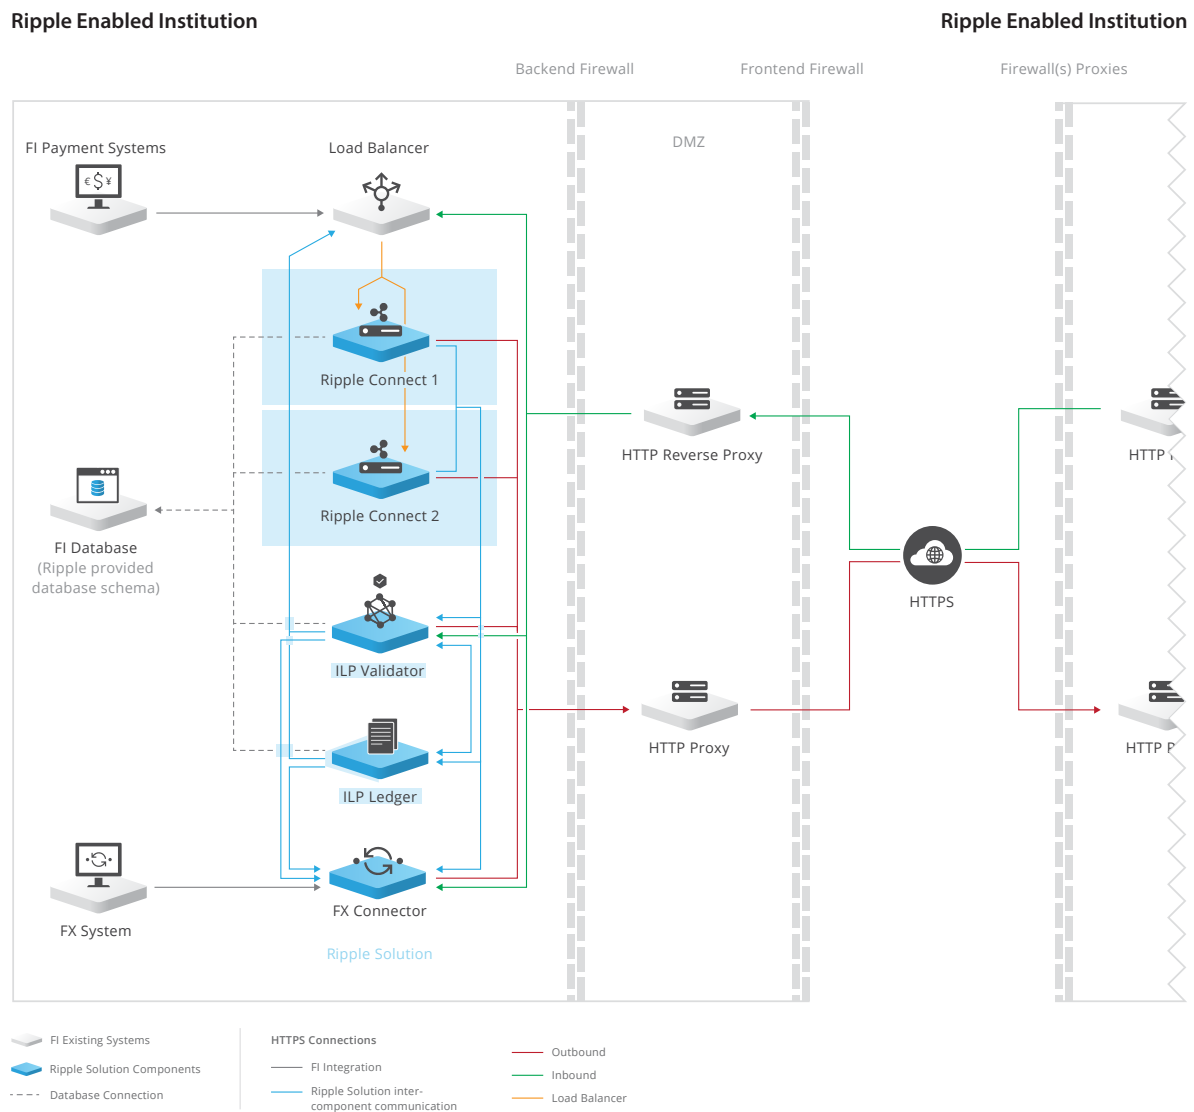 Ripple Enabled Institution
Ripple Enabled Institution
Backend Firewall
Frontend Firewall
Firewall(s) Proxies
FI Payment Systems
Load Balancer
DMZ
€$¥
Ripple Connect 1
HTTP Reverse Proxy
HTTP
Ripple Connect 2
FI Database
(Ripple provided
database schema)
HTTPS
ILP Validator
HTTP Proxy
HTTP P
ILP Ledger
FX Connector
FX System
Ripple Solution
FI Existing Systems
Ripple Solution Components
Database Connection
HTTPS Connections
FI Integration
Ripple Solution inter-
component communication
Outbound
Inbound
Load Balancer